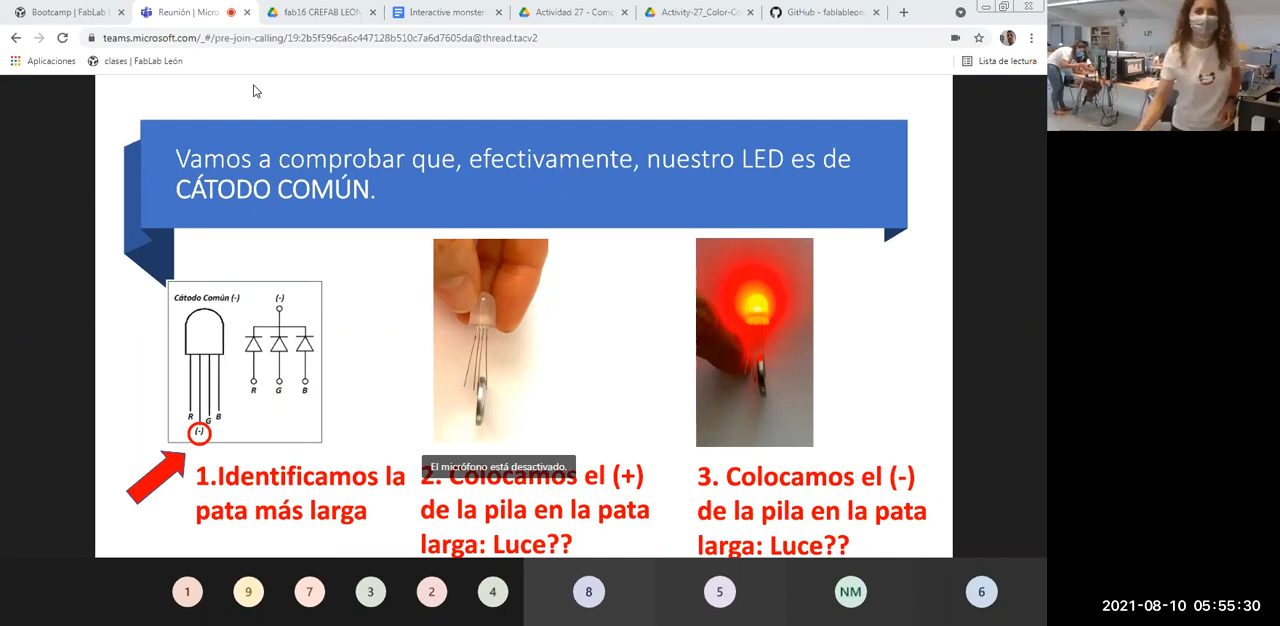 Bootcamp | FabLab
Reunión | Micro
fab16 CREFAB LEON
Interactive monster
Actividad 27 - Com
Activity-27_Color-C
GitHub - fablableon
teams.microsoft.com/_#/pre-join-calling/19:2b5f596ca6c447128b510c7a6d7605da@thread.tacv2
Aplicaciones
clases | FabLab León
Lista de lectura
Vamos a comprobar que, efectivamente, nuestro LED es de
CÁTODO COMÚN.
Cátodo Común (-)
(-)
R G B
R G B
(-)
El micrófono está desactivado.
1.Identificamos la
pata más larga
2. Colocamos el (+)
de la pila en la pata
larga: Luce??
3. Colocamos el (-)
de la pila en la pata
larga: Luce??
1
9
7
3
2
4
8
5
NM
6
2021-08-10 05:55:30